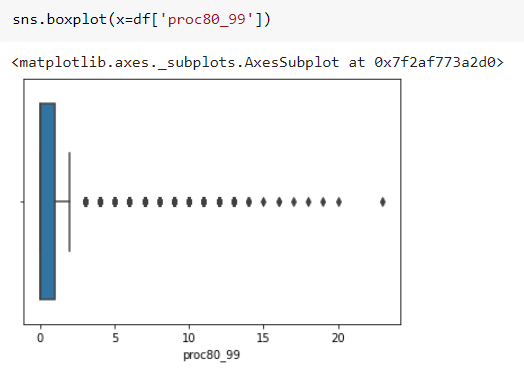 sns.boxplot(x=df['proc80_99'])
<matplotlib.axes._subplots.AxesSubplot at 0x7f2af773a2d0>
0 5 10 15 20
proc80_99